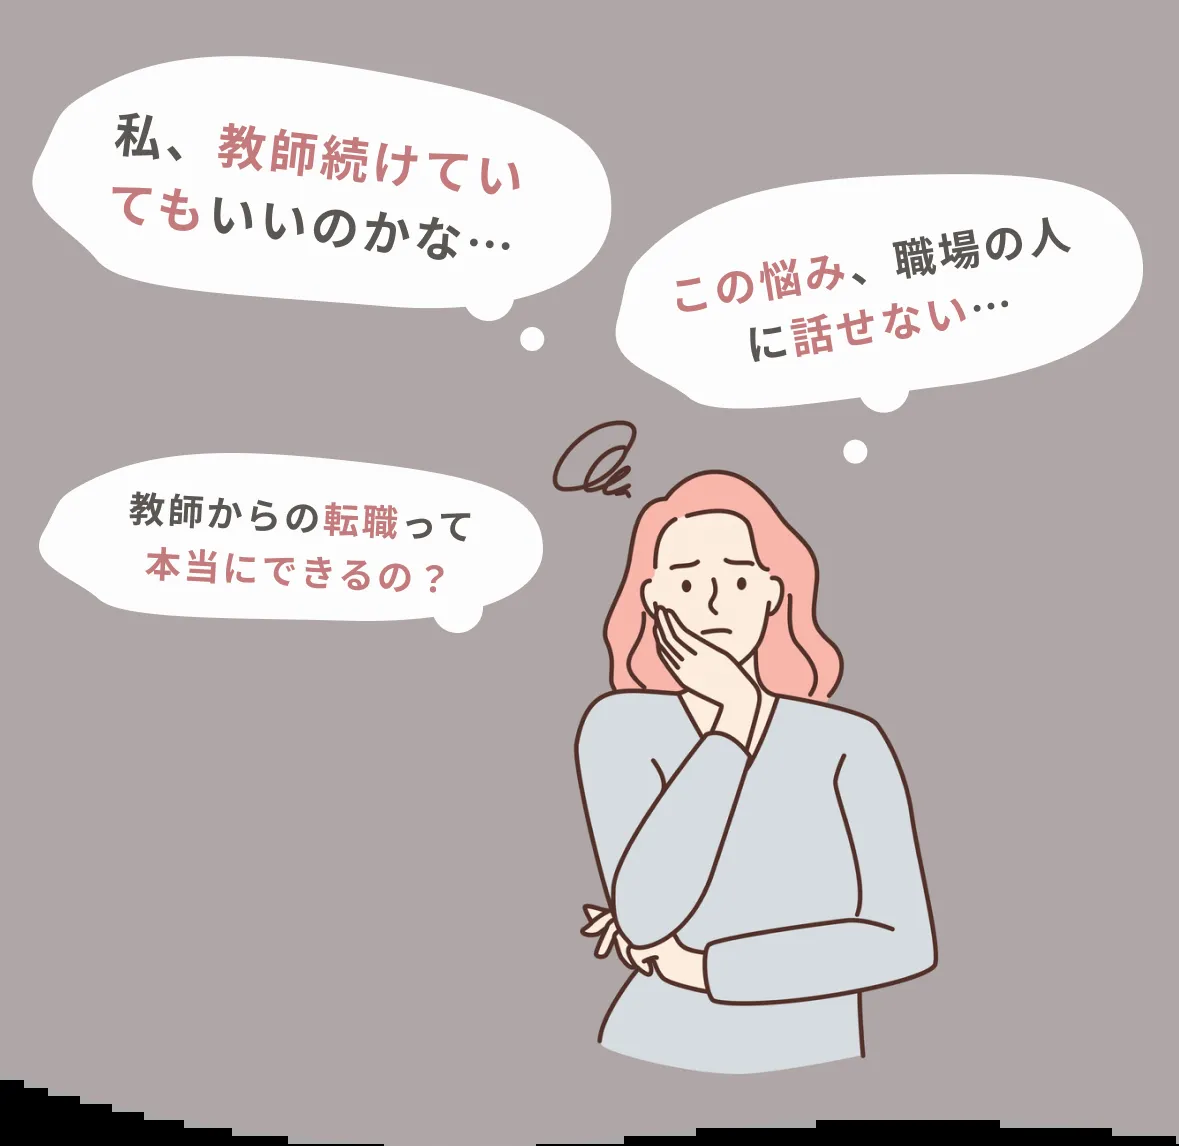 私、教師続けてい
てもいいのかな…
この悩み、職場の人
に話せない…
教師からの転職って
本当にできるの？